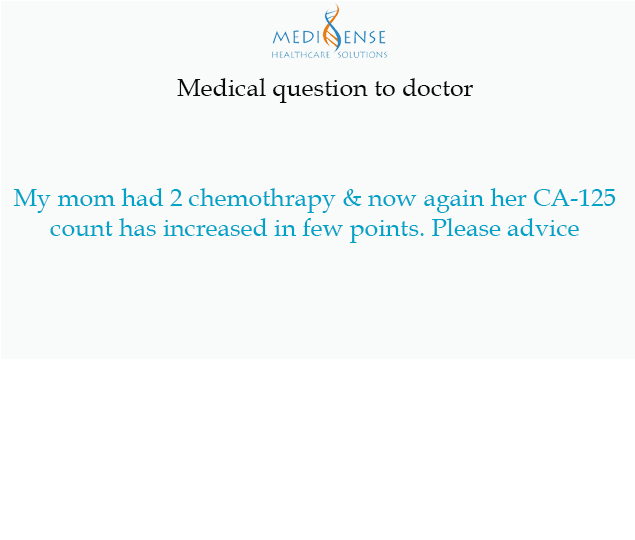 MEDISENSE
HEALTHCARE SOLUTIONS
Medical question to doctor
My mom had 2 chemothrapy & now again her CA-125
count has increased in few points. Please advice